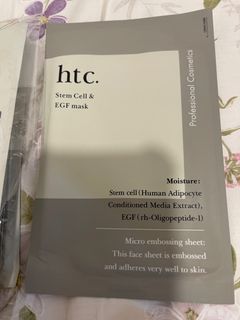 htc.
Stem Cell &
EGF mask
Professional Cosmetics
Moisture:
Stem cell (Human Adipocyte
Conditioned Media Extract),
EGF (rh-Oligopeptide-1)
Micro embossing sheet:
This face sheet is embossed
and adheres very well to skin.